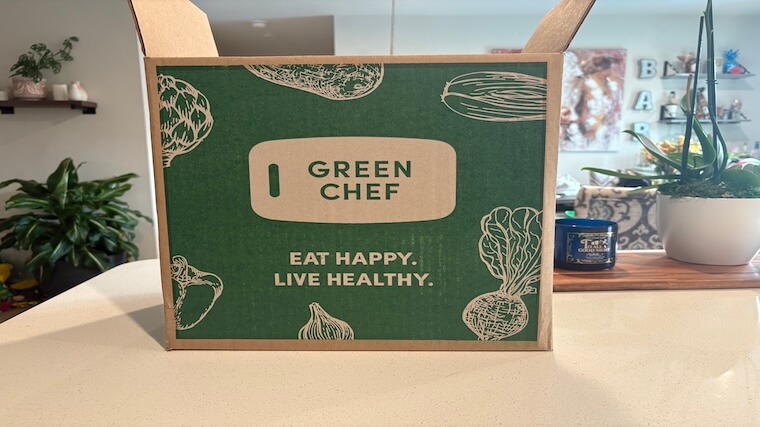 GREEN
CHEF
EAT HAPPY.
LIVE HEALTHY.
B
A
R